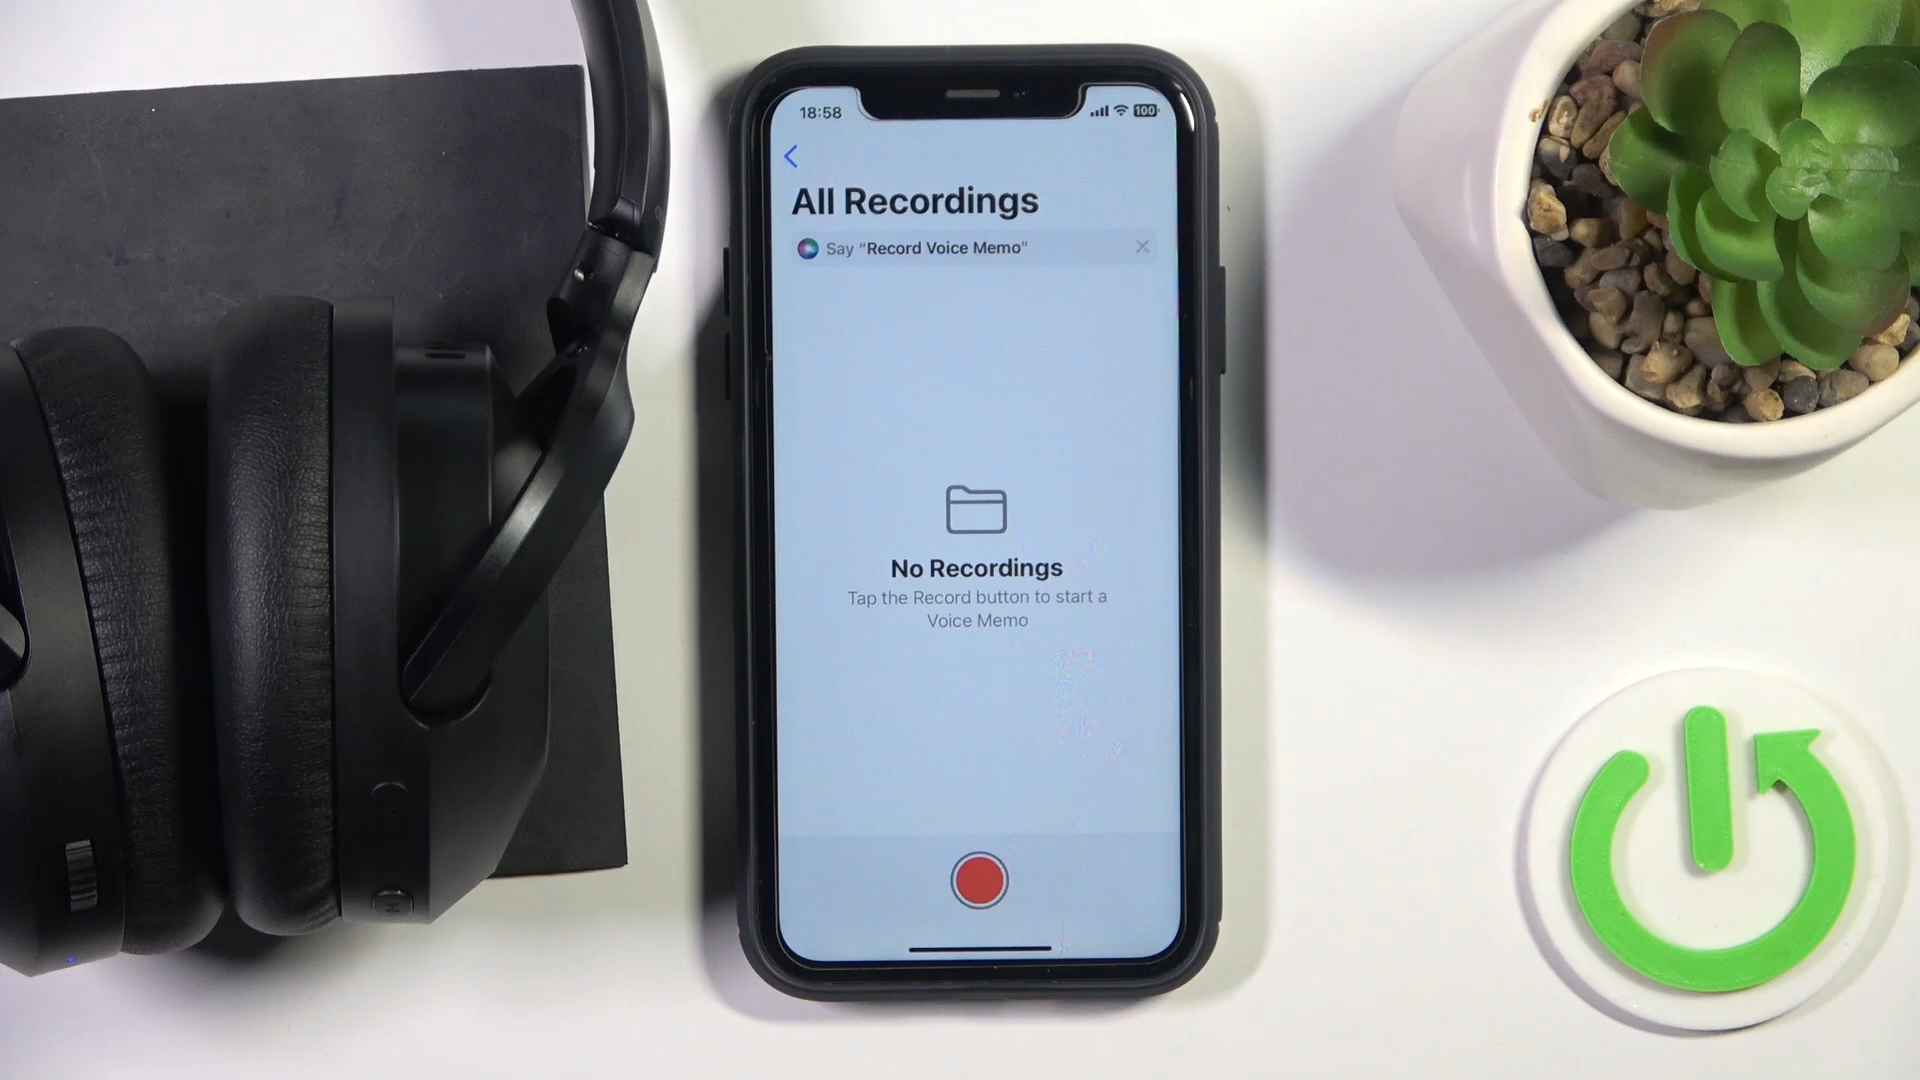 18:58
100
All Recordings
Say “Record Voice Memo”
No Recordings
Tap the Record button to start a
Voice Memo